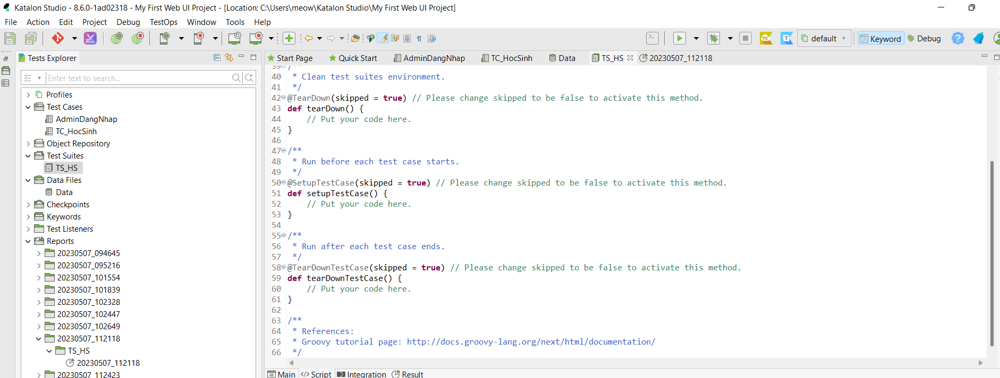 Katalon Studio - 8.6.0-1ad02318 - My First Web UI Project - [Location: C:\Users\meow\Katalon Studio\My First Web UI Project]
File Action Edit Project Debug TestOps Window Tools Help
default Keyword Debug
Tests Explorer
Enter text to search...
Profiles
Test Cases
AdminDangNhap
TC_HocSinh
Object Repository
Test Suites
TS_HS
Data Files
Data
Checkpoints
Keywords
Test Listeners
Reports
20230507_094645
20230507_095216
20230507_101554
20230507_101839
20230507_102328
20230507_102447
20230507_102649
20230507_112118
TS_HS
20230507_112118
20230507_112423
Start Page Quick Start AdminDangNhap TC_HocSinh Data TS_HS 20230507_112118
39 /**
40 * Clean test suites environment.
41 */
42 @TearDown(skipped = true) // Please change skipped to be false to activate this method.
43 def tearDown() {
44 // Put your code here.
45 }
46
47 /**
48 * Run before each test case starts.
49 */
50 @SetupTestCase(skipped = true) // Please change skipped to be false to activate this method.
51 def setupTestCase() {
52 // Put your code here.
53 }
54
55 /**
56 * Run after each test case ends.
57 */
58 @TearDownTestCase(skipped = true) // Please change skipped to be false to activate this method.
59 def tearDownTestCase() {
60 // Put your code here.
61 }
62
63 /**
64 * References:
65 * Groovy tutorial page: http://docs.groovy-lang.org/next/html/documentation/
66 */
Main </> Script Integration Result